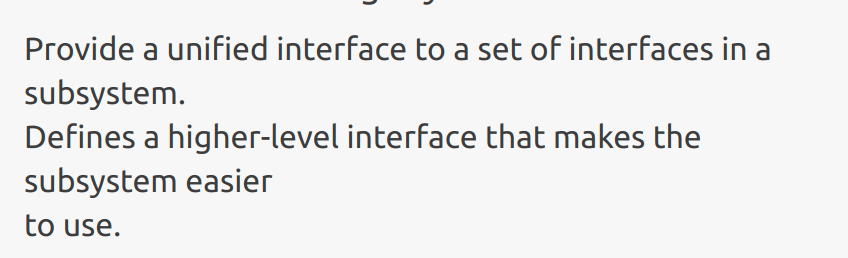 Provide a unified interface to a set of interfaces in a
subsystem.
Defines a higher-level interface that makes the
subsystem easier
to use.